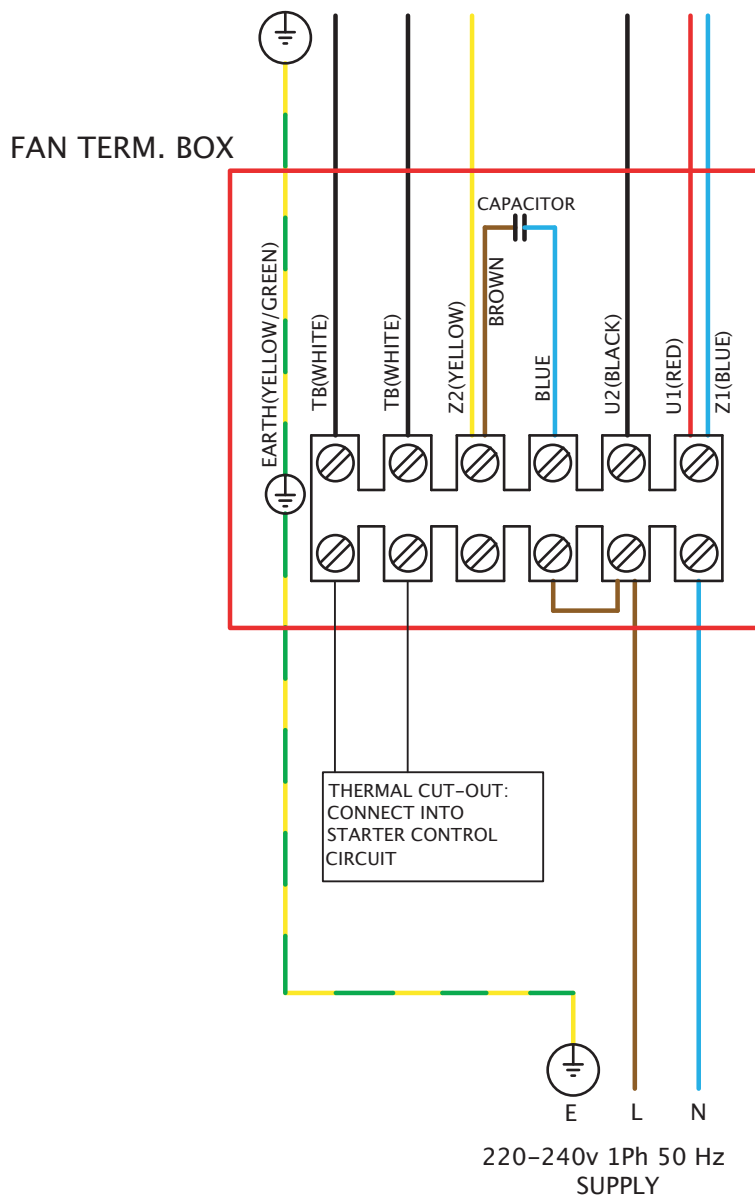 FAN TERM. BOX
CAPACITOR
EARTH(YELLOW/GREEN)
TB(WHITE)
TB(WHITE)
Z2(YELLOW)
BROWN
BLUE
U2(BLACK)
U1(RED)
Z1(BLUE)
THERMAL CUT-OUT:
CONNECT INTO
STARTER CONTROL
CIRCUIT
E L N
220-240v 1Ph 50 Hz
SUPPLY